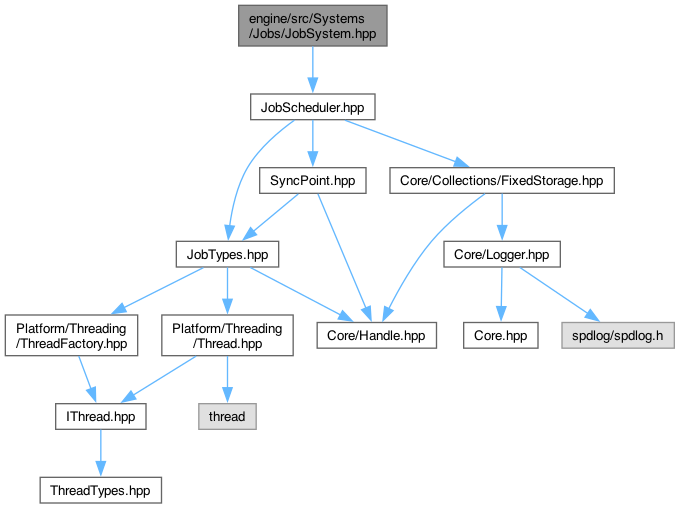 engine/src/Systems
/Jobs/JobSystem.hpp
JobScheduler.hpp
SyncPoint.hpp
Core/Collections/FixedStorage.hpp
JobTypes.hpp
Core/Logger.hpp
Platform/Threading
/ThreadFactory.hpp
Platform/Threading
/Thread.hpp
Core/Handle.hpp
Core.hpp
spdlog/spdlog.h
IThread.hpp
thread
ThreadTypes.hpp